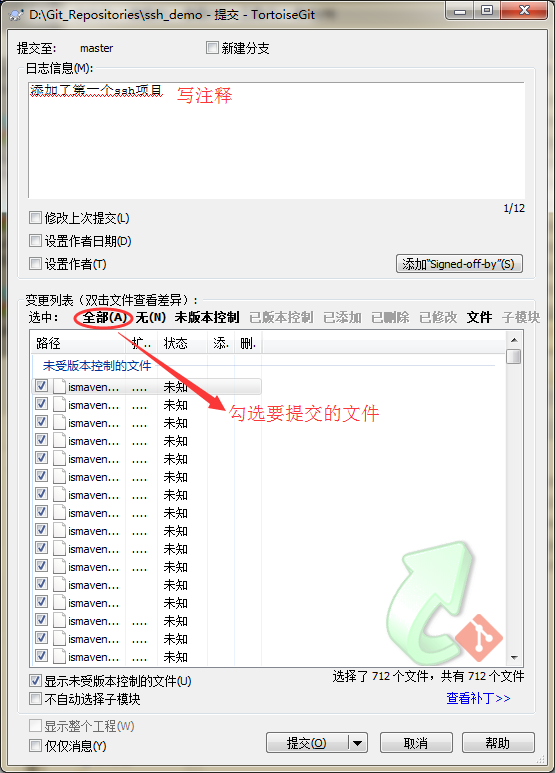 D:\Git_Repositories\ssh_demo - 提交 - TortoiseGit
提交至: master 新建分支
日志信息(M):
添加了第一个ssh项目 写注释
1/12
修改上次提交(L)
设置作者日期(D)
设置作者(T) 添加"Signed-off-by"(S)
变更列表（双击文件查看差异）:
选中: 全部(A) 无(N) 未版本控制 已版本控制 已添加 已删除 已修改 文件 子模块
路径 扩.. 状态 添. 删.
未受版本控制的文件
ismaven... .... 未知
ismaven... .... 未知
勾选要提交的文件
ismaven... .... 未知
ismaven... .... 未知
ismaven... .... 未知
ismaven... .... 未知
ismaven... .... 未知
ismaven... .... 未知
ismaven... .... 未知
ismaven... .... 未知
ismaven... .... 未知
ismaven... 未知
ismaven... 未知
ismaven... .... 未知
ismaven... .... 未知
ismaven... .... 未知
显示未受版本控制的文件(U) 选择了 712 个文件，共有 712 个文件
不自动选择子模块 查看补丁>>
显示整个工程(W)
仅仅消息(Y) 提交(O) 取消 帮助